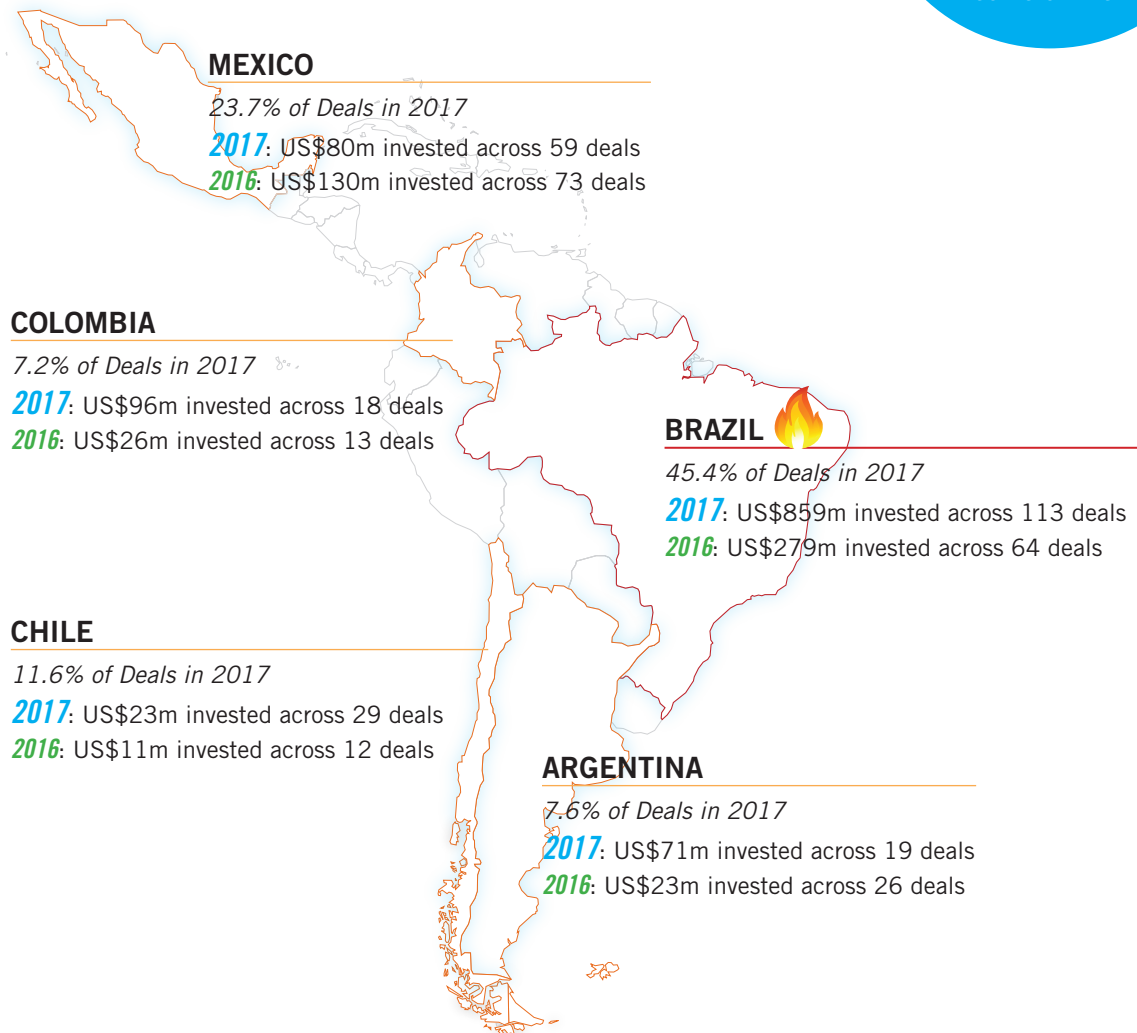 MEXICO
23.7% of Deals in 2017
2017: US$80m invested across 59 deals
2016: US$130m invested across 73 deals
COLOMBIA
7.2% of Deals in 2017
2017: US$96m invested across 18 deals
2016: US$26m invested across 13 deals
BRAZIL
45.4% of Deals in 2017
2017: US$859m invested across 113 deals
2016: US$279m invested across 64 deals
CHILE
11.6% of Deals in 2017
2017: US$23m invested across 29 deals
2016: US$11m invested across 12 deals
ARGENTINA
7.6% of Deals in 2017
2017: US$71m invested across 19 deals
2016: US$23m invested across 26 deals